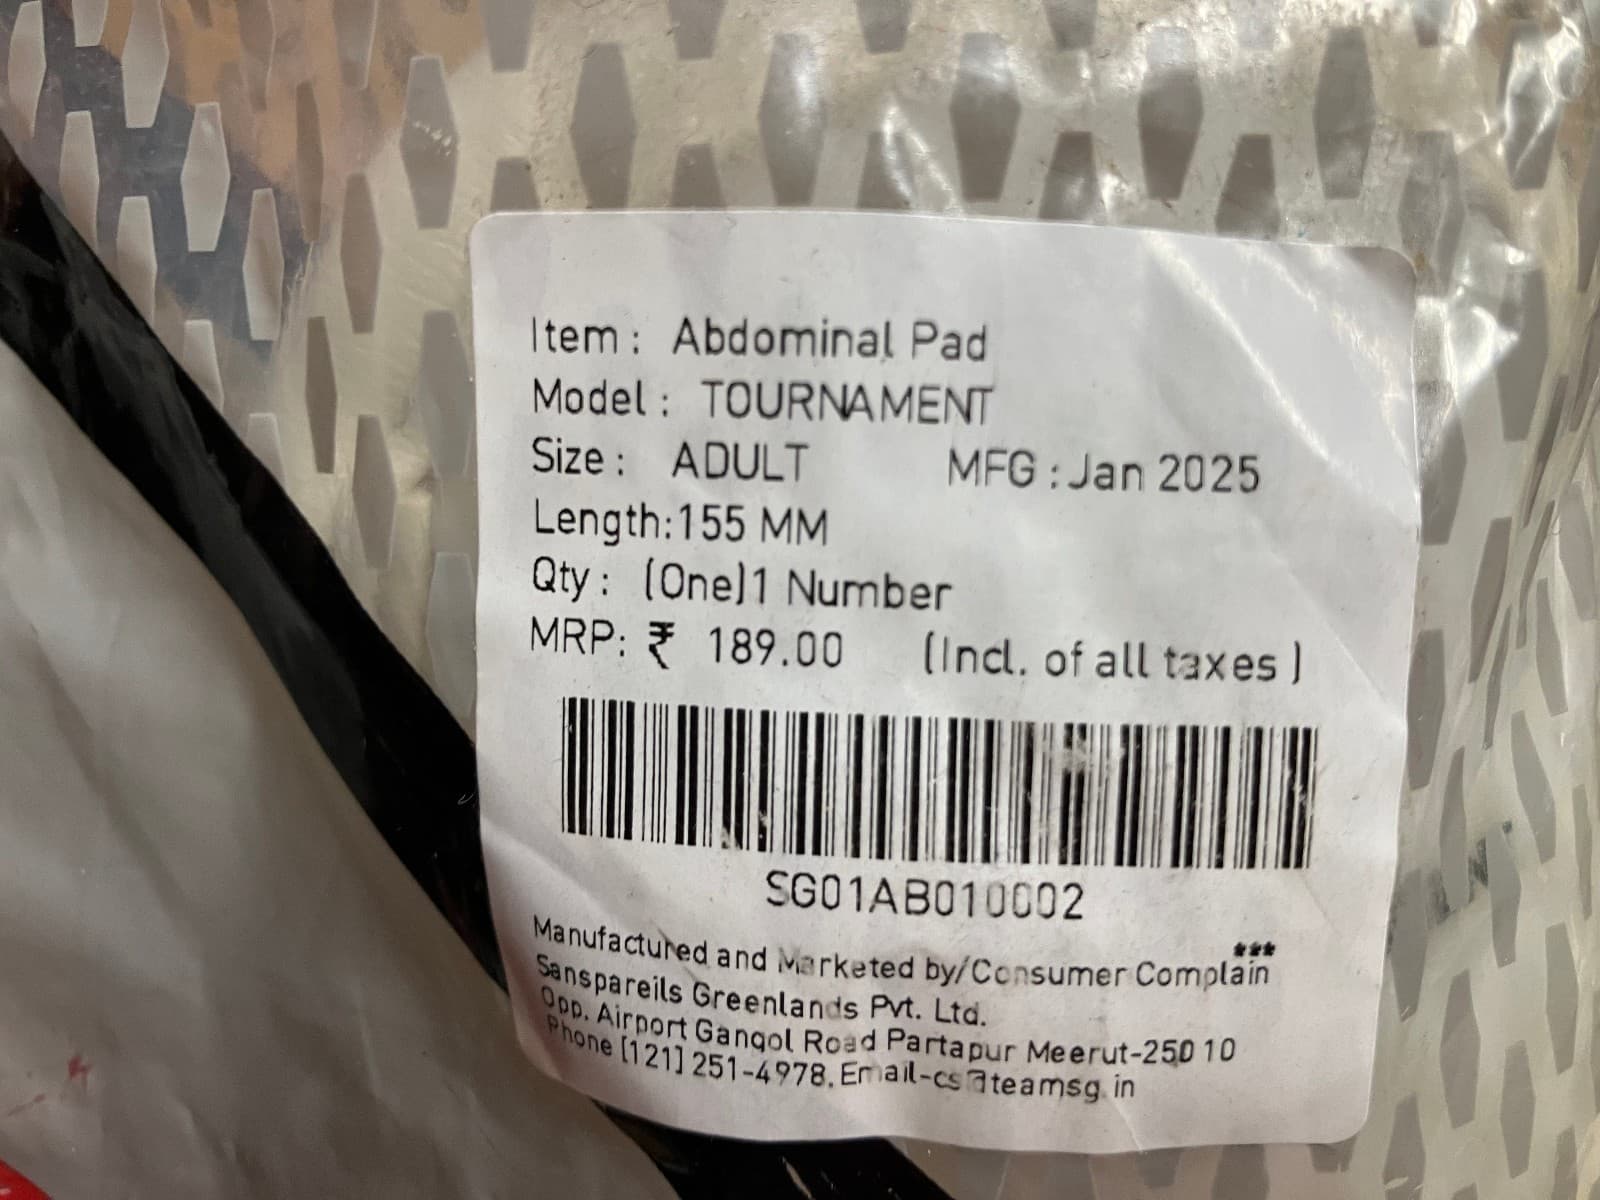 Item : Abdominal Pad
Model : TOURNAMENT
Size : ADULT MFG : Jan 2025
Length:155 MM
Qty : (One)1 Number
MRP: ₹ 189.00 (Incl. of all taxes )
SG01AB010002
***
Manufactured and Marketed by/Consumer Complain
Sanspareils Greenlands Pvt. Ltd.
Opp. Airport Gangol Road Partapur Meerut-250 10
Phone (121) 251-4978. Email-cs@teamsg.in